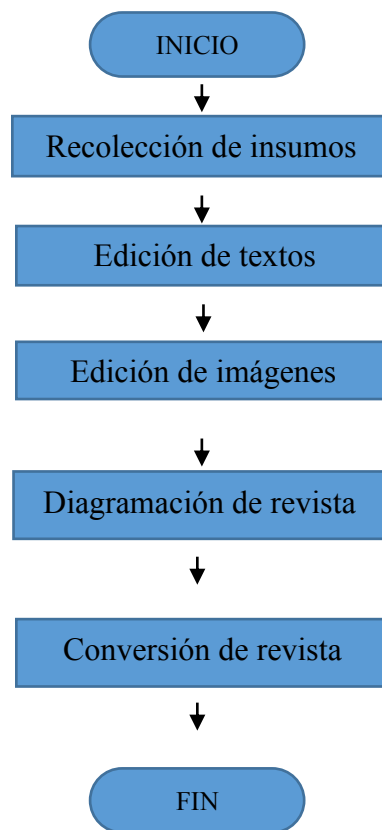 INICIO
Recolección de insumos
Edición de textos
Edición de imágenes
Diagramación de revista
Conversión de revista
FIN